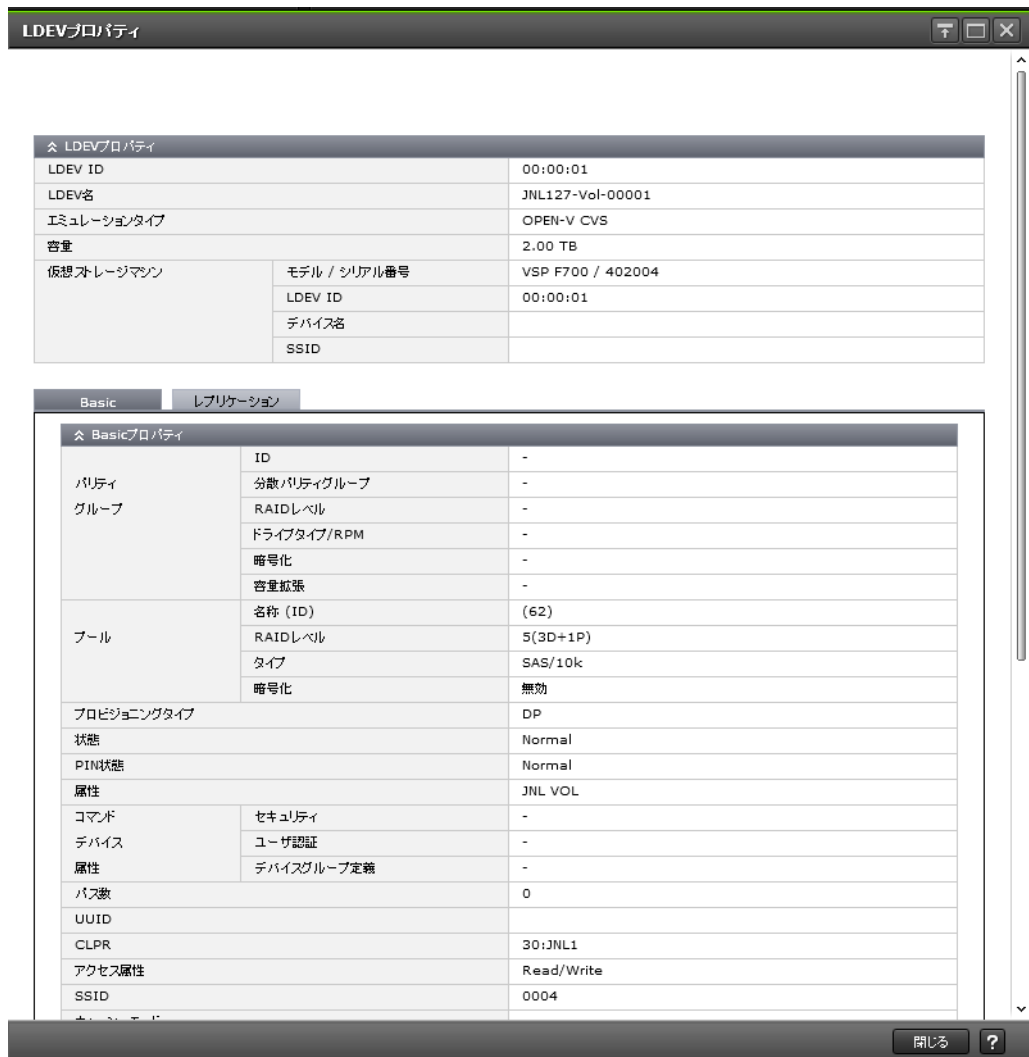 LDEVプロパティ
LDEVプロパティ
LDEV ID 00:00:01
LDEV名 JNL127-Vol-00001
エミュレーションタイプ OPEN-V CVS
容量 2.00 TB
仮想ストレージマシン モデル / シリアル番号 VSP F700 / 402004
LDEV ID 00:00:01
デバイス名
SSID
Basic レプリケーション
Basicプロパティ
ID -
パリティ 分散パリティグループ -
グループ RAIDレベル -
ドライブタイプ/RPM -
暗号化 -
容量拡張 -
名称 (ID) (62)
プール RAIDレベル 5(3D+1P)
タイプ SAS/10k
暗号化 無効
プロビジョニングタイプ DP
状態 Normal
PIN状態 Normal
属性 JNL VOL
コマンド セキュリティ -
デバイス ユーザ認証 -
属性 デバイスグループ定義 -
パス数 0
UUID
CLPR 30:JNL1
アクセス属性 Read/Write
SSID 0004
閉じる ?